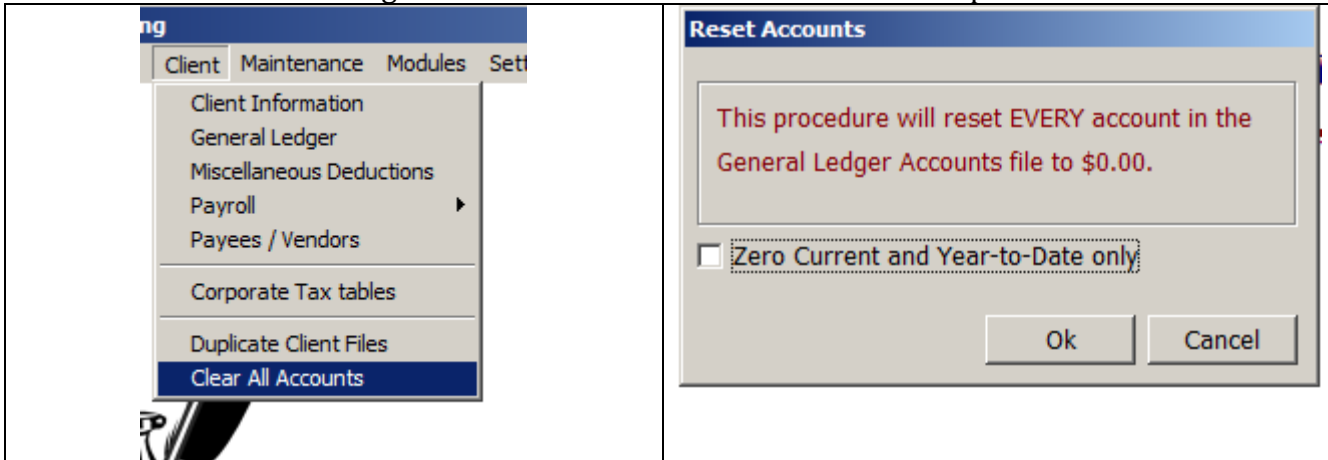 ng
Client Maintenance Modules Sett
Client Information
General Ledger
Miscellaneous Deductions
Payroll
Payees / Vendors
Corporate Tax tables
Duplicate Client Files
Clear All Accounts
Reset Accounts
This procedure will reset EVERY account in the
General Ledger Accounts file to $0.00.
Zero Current and Year-to-Date only
Ok Cancel